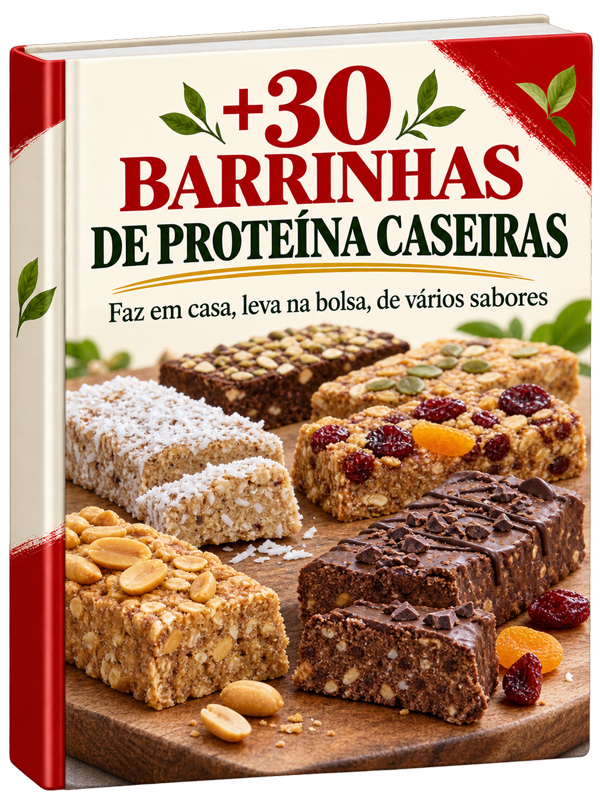 +30
BARRINHAS
DE PROTEÍNA CASEIRAS
Faz em casa, leva na bolsa, de vários sabores